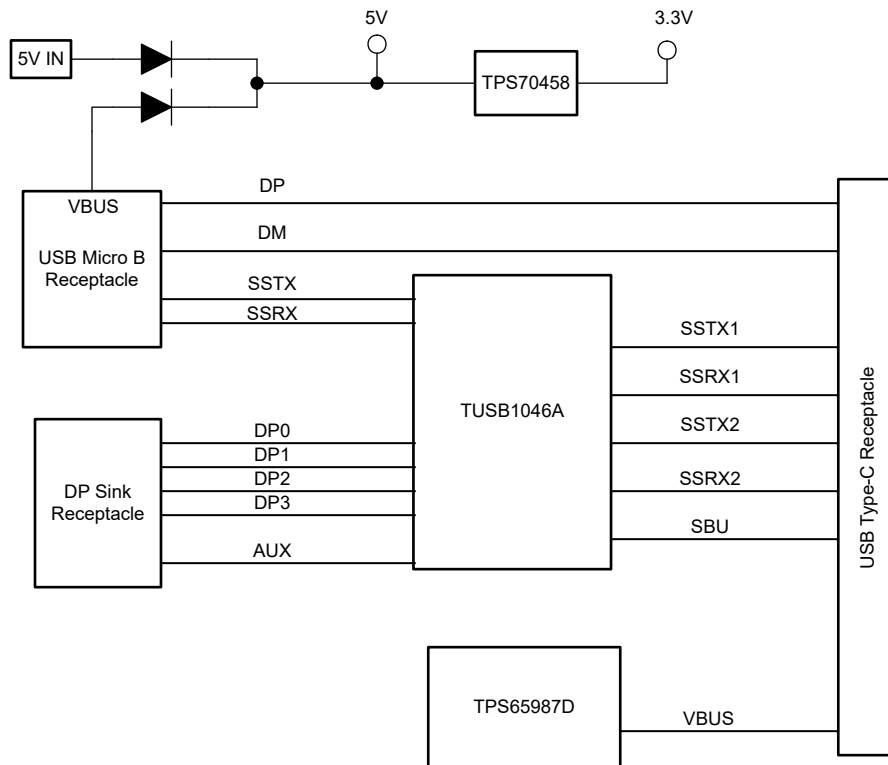 5V
3.3V
5V IN
TPS70458
VBUS
USB Micro B
Receptacle
DP
DM
SSTX
SSRX
TUSB1046A
SSTX1
SSRX1
SSTX2
SSRX2
SBU
DP Sink
Receptacle
DP0
DP1
DP2
DP3
AUX
USB Type-C Receptacle
TPS65987D
VBUS